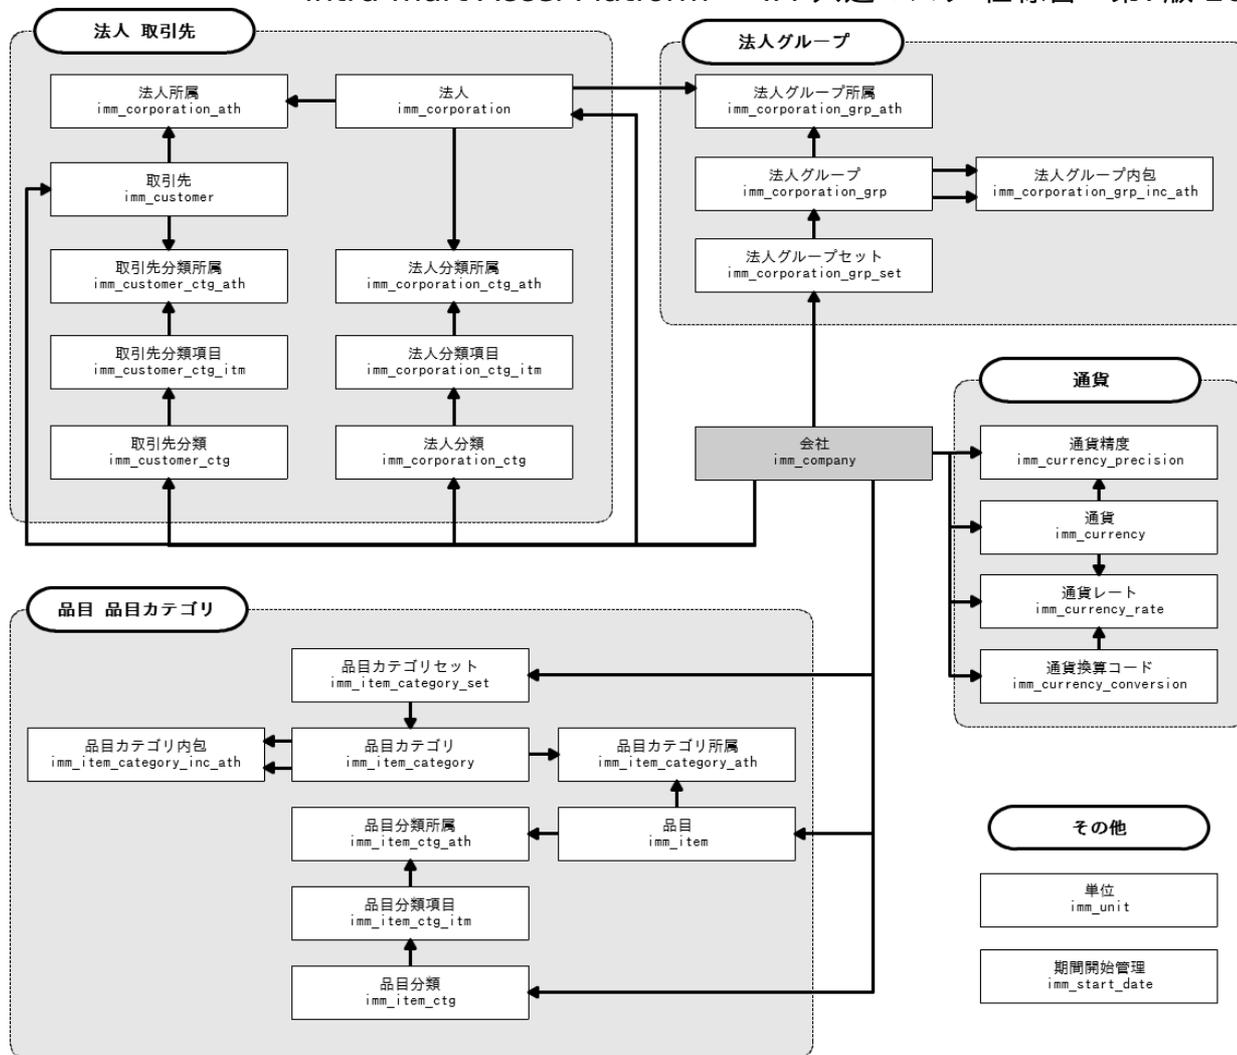 法人 取引先
法人所属
imm_corporation_ath
法人
imm_corporation
取引先
imm_customer
取引先分類所属
imm_customer_ctg_ath
法人分類所属
imm_corporation_ctg_ath
取引先分類項目
imm_customer_ctg_itm
法人分類項目
imm_corporation_ctg_itm
取引先分類
imm_customer_ctg
法人分類
imm_corporation_ctg
法人グループ
法人グループ所属
imm_corporation_grp_ath
法人グループ
imm_corporation_grp
法人グループ内包
imm_corporation_grp_inc_ath
法人グループセット
imm_corporation_grp_set
会社
imm_company
通貨
通貨精度
imm_currency_precision
通貨
imm_currency
通貨レート
imm_currency_rate
通貨換算コード
imm_currency_conversion
品目 品目カテゴリ
品目カテゴリセット
imm_item_category_set
品目カテゴリ内包
imm_item_category_inc_ath
品目カテゴリ
imm_item_category
品目カテゴリ所属
imm_item_category_ath
品目分類所属
imm_item_ctg_ath
品目
imm_item
品目分類項目
imm_item_ctg_itm
品目分類
imm_item_ctg
その他
単位
imm_unit
期間開始管理
imm_start_date